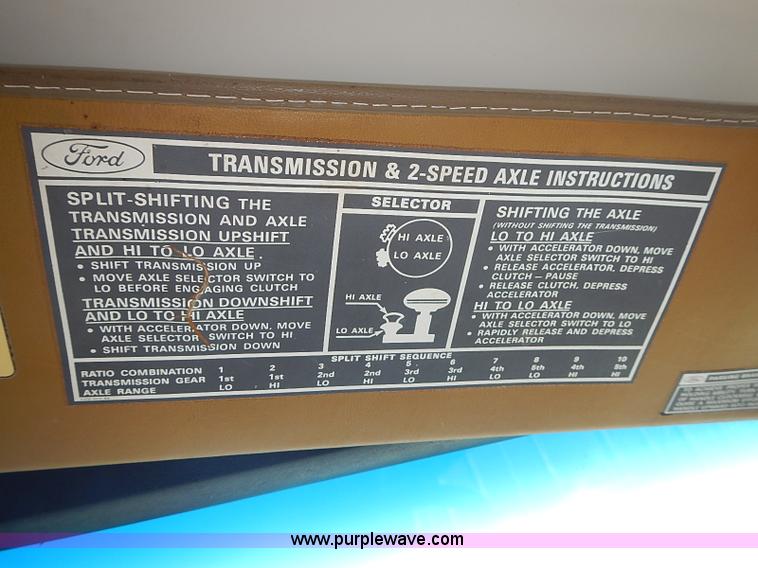 Ford
TRANSMISSION & 2-SPEED AXLE INSTRUCTIONS
SPLIT-SHIFTING THE
TRANSMISSION AND AXLE
TRANSMISSION UPSHIFT
AND HI TO LO AXLE.
• SHIFT TRANSMISSION UP
• MOVE AXLE SELECTOR SWITCH TO
LO BEFORE ENGAGING CLUTCH
TRANSMISSION DOWNSHIFT
AND LO TO HI AXLE
• WITH ACCELERATOR DOWN, MOVE
AXLE SELECTOR SWITCH TO HI
• SHIFT TRANSMISSION DOWN
SELECTOR
HI AXLE
LO AXLE
HI AXLE
LO AXLE
SHIFTING THE AXLE
(WITHOUT SHIFTING THE TRANSMISSION)
LO TO HI AXLE
• WITH ACCELERATOR DOWN, MOVE
AXLE SELECTOR SWITCH TO HI
• RELEASE ACCELERATOR, DEPRESS
CLUTCH – PAUSE
• RELEASE CLUTCH, DEPRESS
ACCELERATOR
HI TO LO AXLE
• WITH ACCELERATOR DOWN, MOVE
AXLE SELECTOR SWITCH TO LO
• RAPIDLY RELEASE AND DEPRESS
ACCELERATOR
SPLIT SHIFT SEQUENCE
RATIO COMBINATION 1 2 3 4 5 6 7 8 9 10
TRANSMISSION GEAR 1st 1st 2nd 2nd 3rd 3rd 4th 5th 4th 5th
AXLE RANGE LO HI LO HI LO HI LO LO HI HI
PARKING
www.purplewave.com